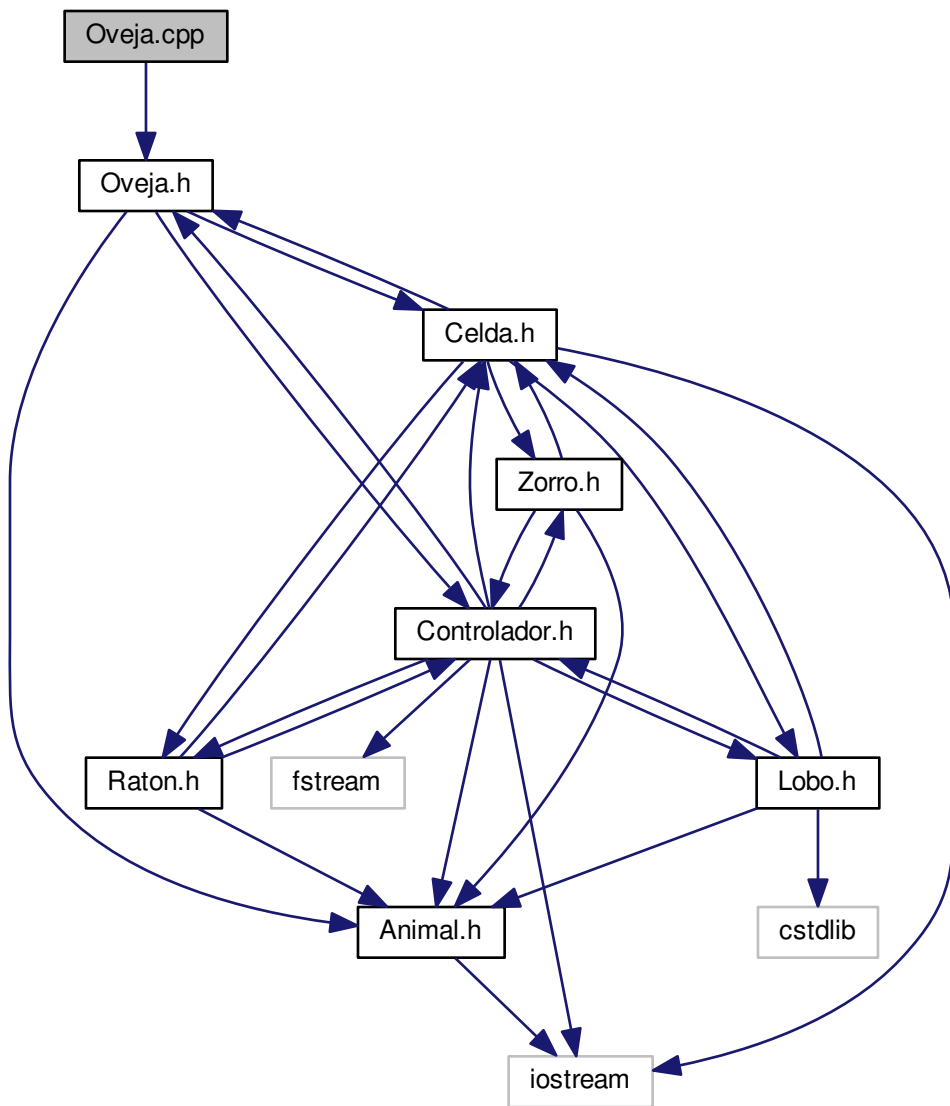 Oveja.cpp
Oveja.h
Celda.h
Zorro.h
Controlador.h
Raton.h
fstream
Lobo.h
Animal.h
cstdlib
iostream